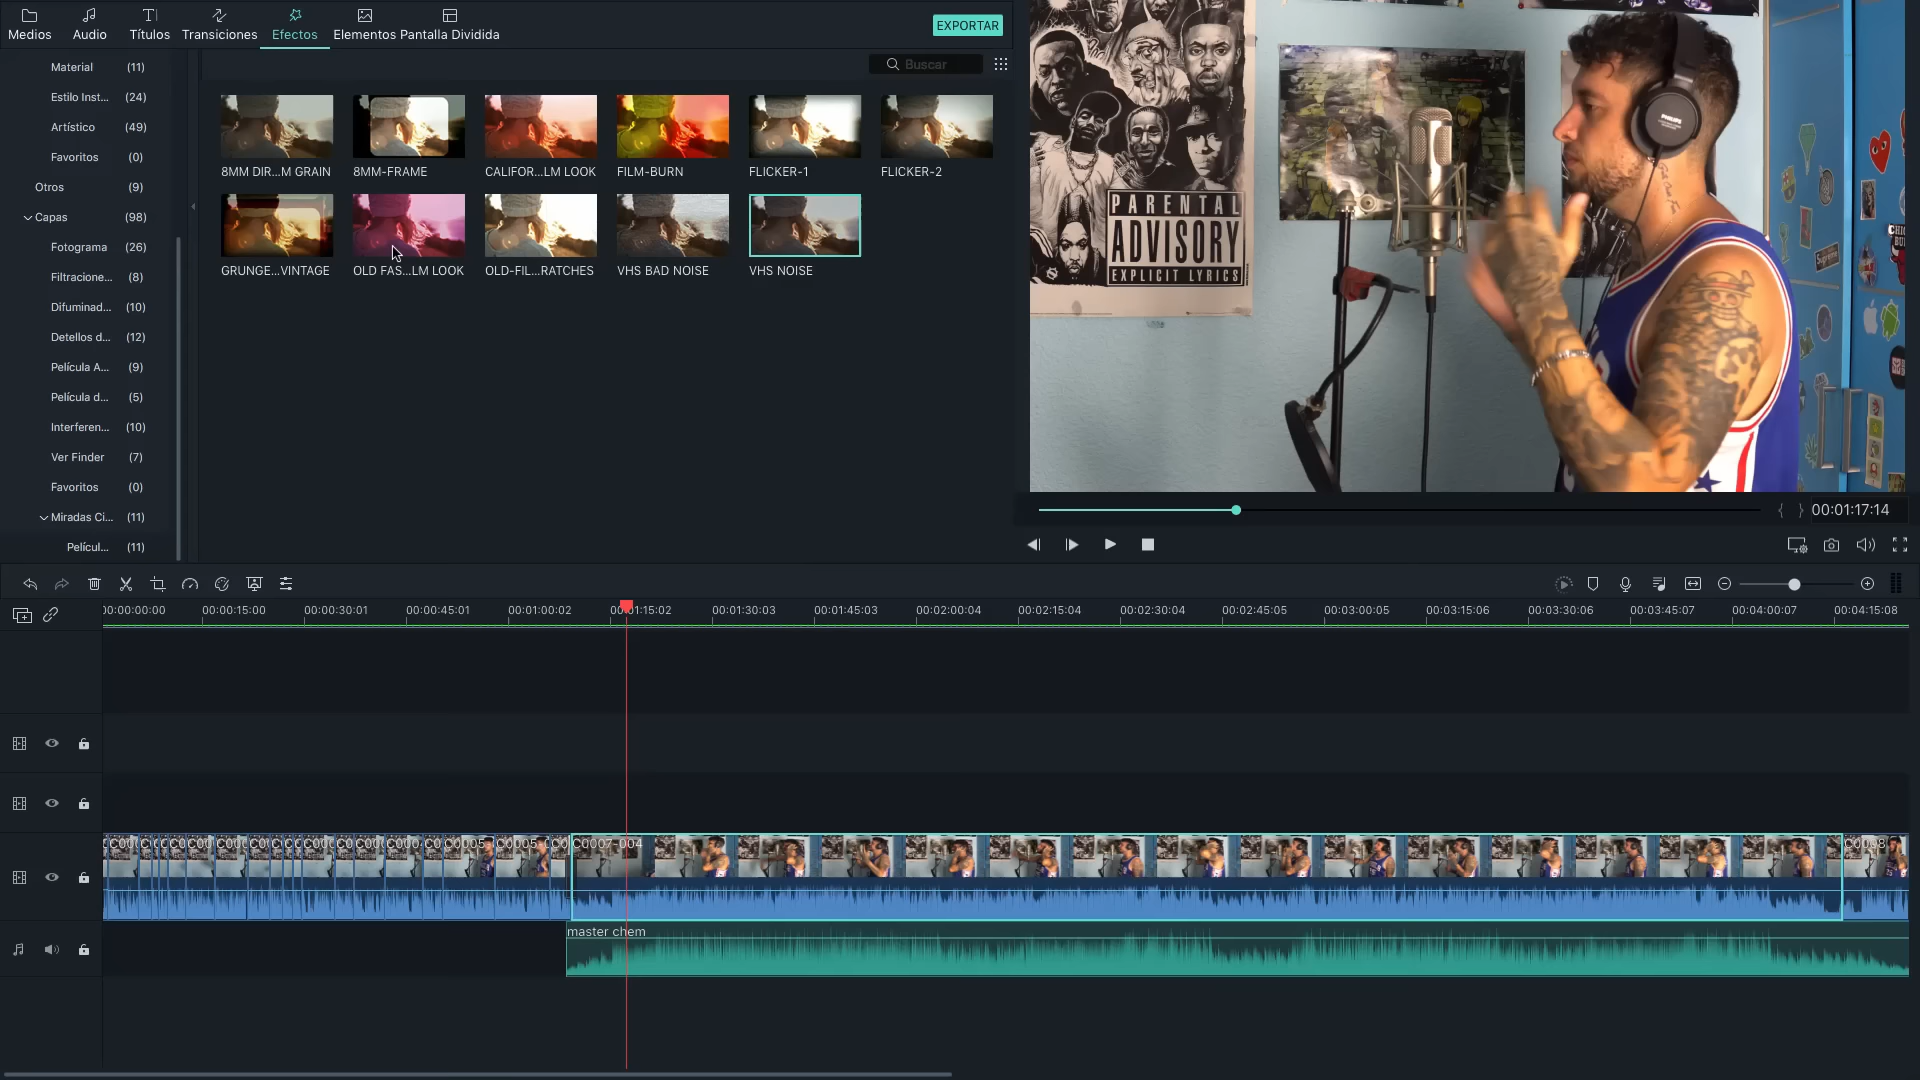 Medios
Audio
Títulos
Transiciones
Efectos
Elementos
Pantalla Dividida
EXPORTAR
Buscar
Material (11)
Estilo Inst... (24)
Artístico (49)
Favoritos (0)
Otros (9)
Capas (98)
Fotograma (26)
Filtracione... (8)
Difuminad... (10)
Detellos d... (12)
Película A... (9)
Película d... (5)
Interferen... (10)
Ver Finder (7)
Favoritos (0)
Miradas Ci... (11)
Películ... (11)
8MM DIR...M GRAIN
8MM-FRAME
CALIFOR...LM LOOK
FILM-BURN
FLICKER-1
FLICKER-2
GRUNGE...VINTAGE
OLD FAS...LM LOOK
OLD-FIL...RATCHES
VHS BAD NOISE
VHS NOISE
PARENTAL
ADVISORY
EXPLICIT LYRICS
PHILIPS
Supreme
00:01:17:14
00:00:00:00
00:00:15:00
00:00:30:01
00:00:45:01
00:01:00:02
00:01:15:02
00:01:30:03
00:01:45:03
00:02:00:04
00:02:15:04
00:02:30:04
00:02:45:05
00:03:00:05
00:03:15:06
00:03:30:06
00:03:45:07
00:04:00:07
00:04:15:08
C0007-004
C0008
master chem